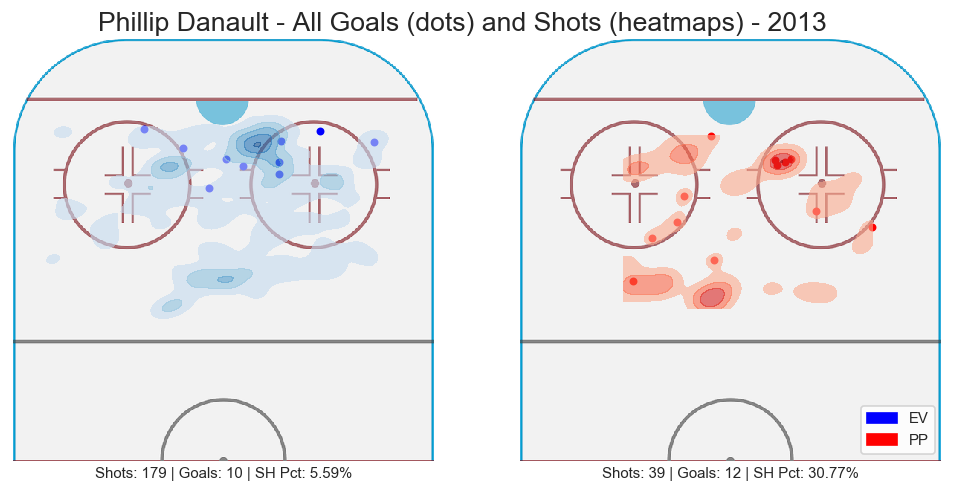 Phillip Danault - All Goals (dots) and Shots (heatmaps) - 2013
EV
PP
Shots: 179 | Goals: 10 | SH Pct: 5.59%
Shots: 39 | Goals: 12 | SH Pct: 30.77%